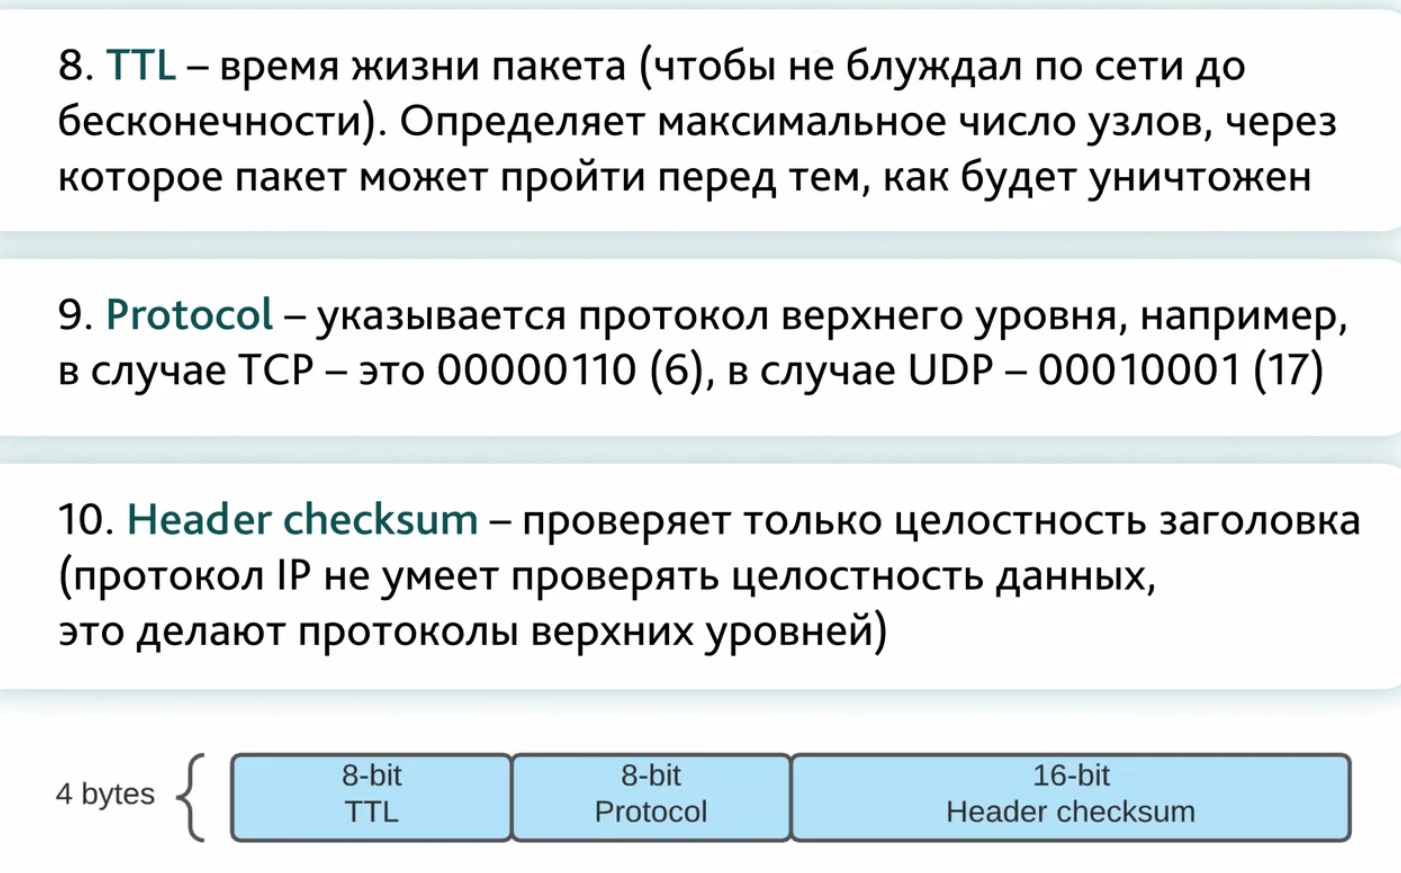 8. TTL – время жизни пакета (чтобы не блуждал по сети до
бесконечности). Определяет максимальное число узлов, через
которое пакет может пройти перед тем, как будет уничтожен
9. Protocol – указывается протокол верхнего уровня, например,
в случае TCP – это 00000110 (6), в случае UDP – 00010001 (17)
10. Header checksum – проверяет только целостность заголовка
(протокол IP не умеет проверять целостность данных,
это делают протоколы верхних уровней)
4 bytes
8-bit
TTL
8-bit
Protocol
16-bit
Header checksum